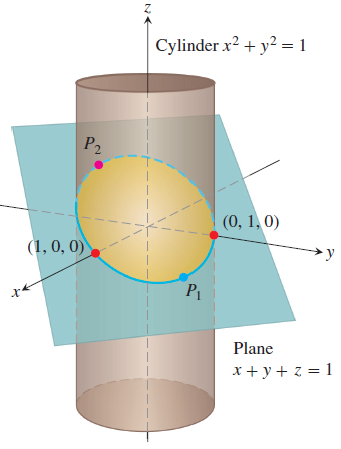 z
Cylinder x² + y² = 1
P₂
(0, 1, 0)
(1, 0, 0)
y
x
P₁
Plane
x + y + z = 1